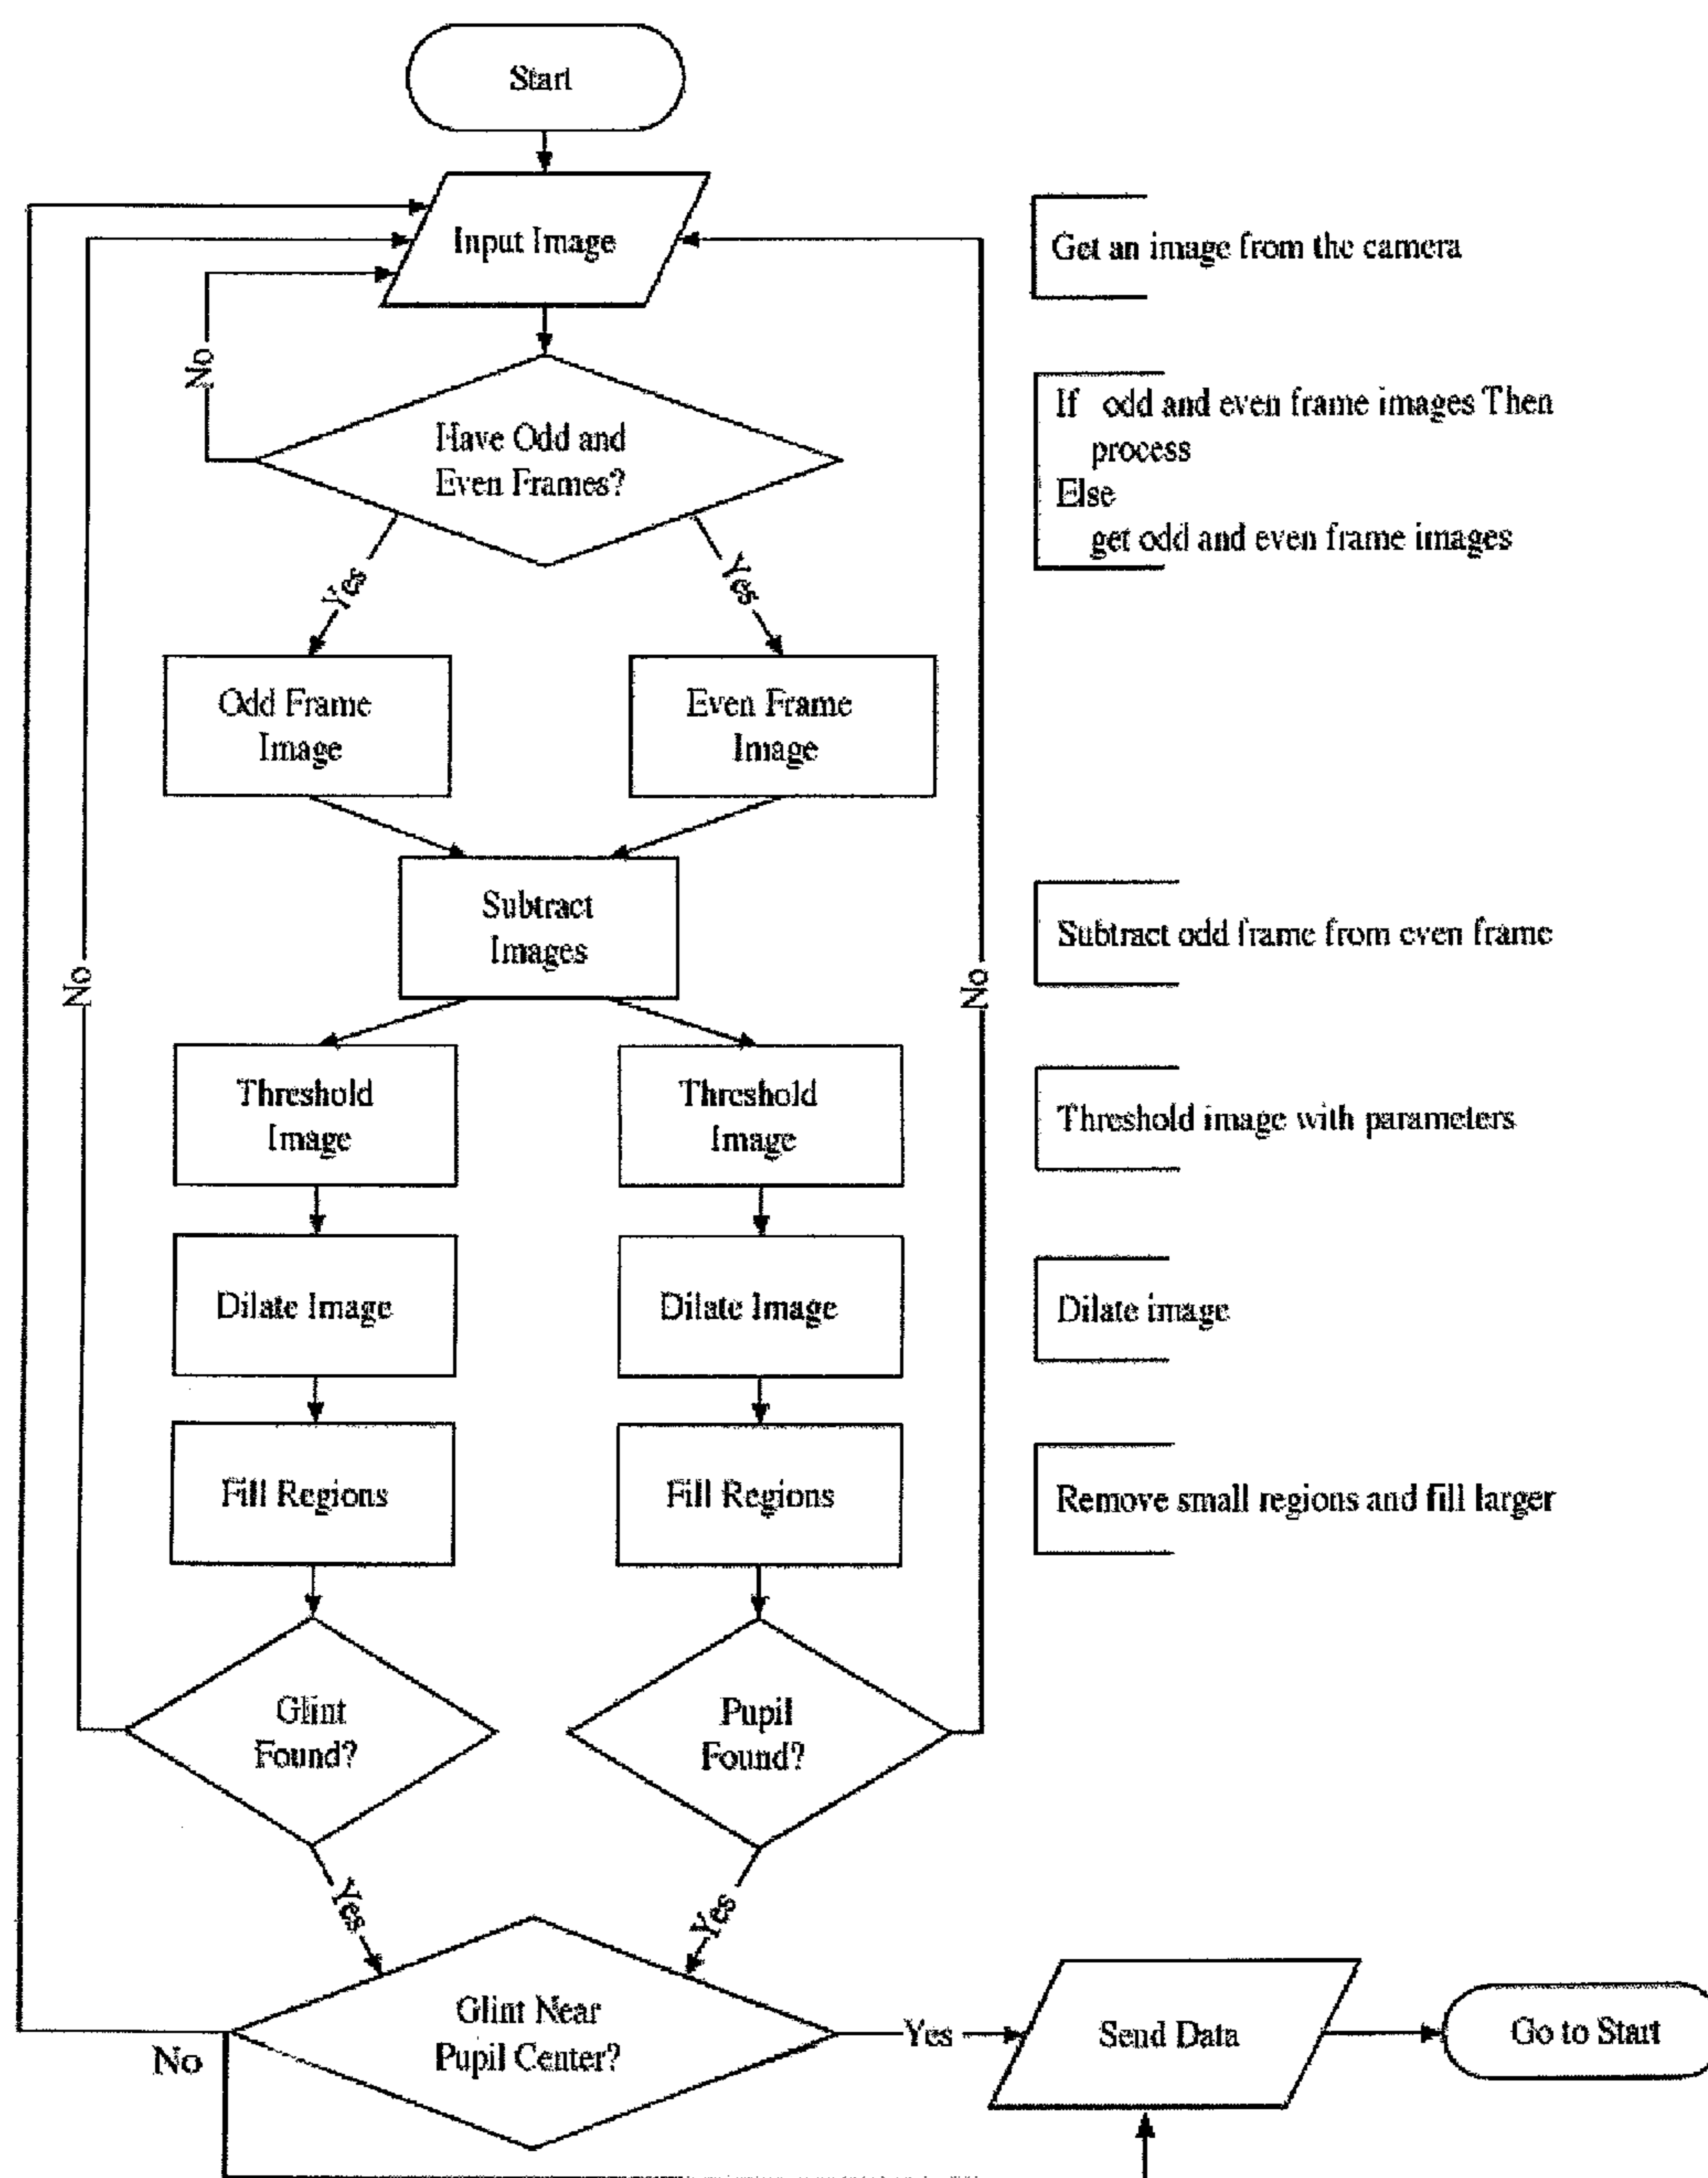 Start
Input Image
Get an image from the camera
No
Have Odd and
Even Frames?
If odd and even frame images Then
process
Else
get odd and even frame images
Yes
Yes
Odd Frame
Image
Even Frame
Image
Subtract
Images
Subtract odd frame from even frame
No
No
Threshold
Image
Threshold
Image
Threshold image with parameters
Dilate Image
Dilate Image
Dilate image
Fill Regions
Fill Regions
Remove small regions and fill larger
Glint
Found?
Pupil
Found?
Yes
Yes
Glint Near
Pupil Center?
No
Yes
Send Data
Go to Start